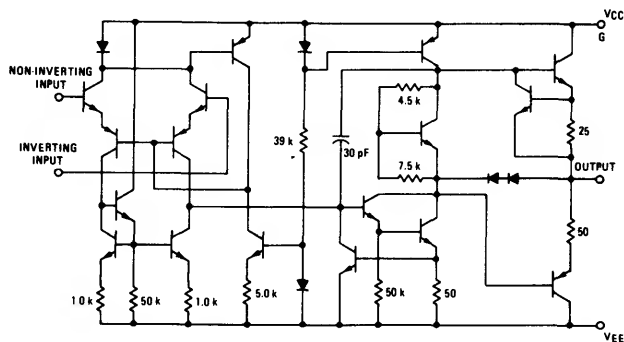 VCC
G
NON-INVERTING
INPUT
4.5 k
25
39 k
30 pF
INVERTING
INPUT
7.5 k
OUTPUT
50
1.0 k
50 k
1.0 k
5.0 k
50 k
50
VEE